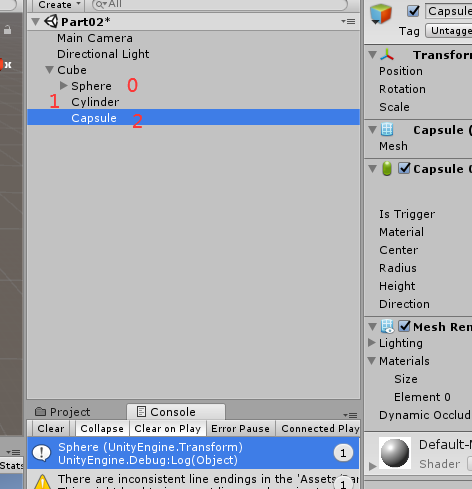 Create
All
Part02*
Main Camera
Directional Light
Cube
Sphere 0
1 Cylinder
Capsule 2
Project
Console
Clear Collapse Clear on Play Error Pause Connected Playe
Sphere (UnityEngine.Transform)
UnityEngine.Debug:Log(Object)
1
There are inconsistent line endings in the 'Assets
1
x
Stats
Capsule
Tag Untagge
Transform
Position
Rotation
Scale
Capsule (
Mesh
Capsule C
Is Trigger
Material
Center
Radius
Height
Direction
Mesh Ren
Lighting
Materials
Size
Element 0
Dynamic Occlud
Default-M
Shader